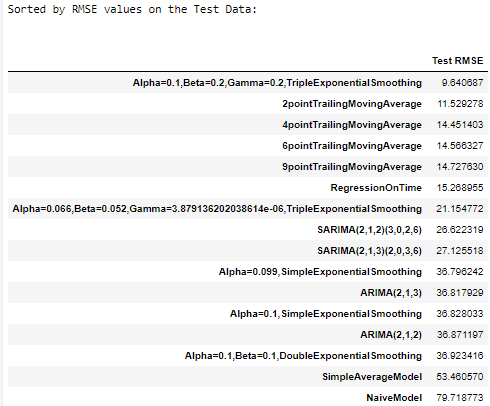 Sorted by RMSE values on the Test Data:
Test RMSE
Alpha=0.1,Beta=0.2,Gamma=0.2,TripleExponentialSmoothing 9.640687
2pointTrailingMovingAverage 11.529278
4pointTrailingMovingAverage 14.451403
6pointTrailingMovingAverage 14.566327
9pointTrailingMovingAverage 14.727630
RegressionOnTime 15.268955
Alpha=0.066,Beta=0.052,Gamma=3.879136202038614e-06,TripleExponentialSmoothing 21.154772
SARIMA(2,1,2)(3,0,2,6) 26.622319
SARIMA(2,1,3)(2,0,3,6) 27.125518
Alpha=0.099,SimpleExponentialSmoothing 36.796242
ARIMA(2,1,3) 36.817929
Alpha=0.1,SimpleExponentialSmoothing 36.828033
ARIMA(2,1,2) 36.871197
Alpha=0.1,Beta=0.1,DoubleExponentialSmoothing 36.923416
SimpleAverageModel 53.460570
NaiveModel 79.718773